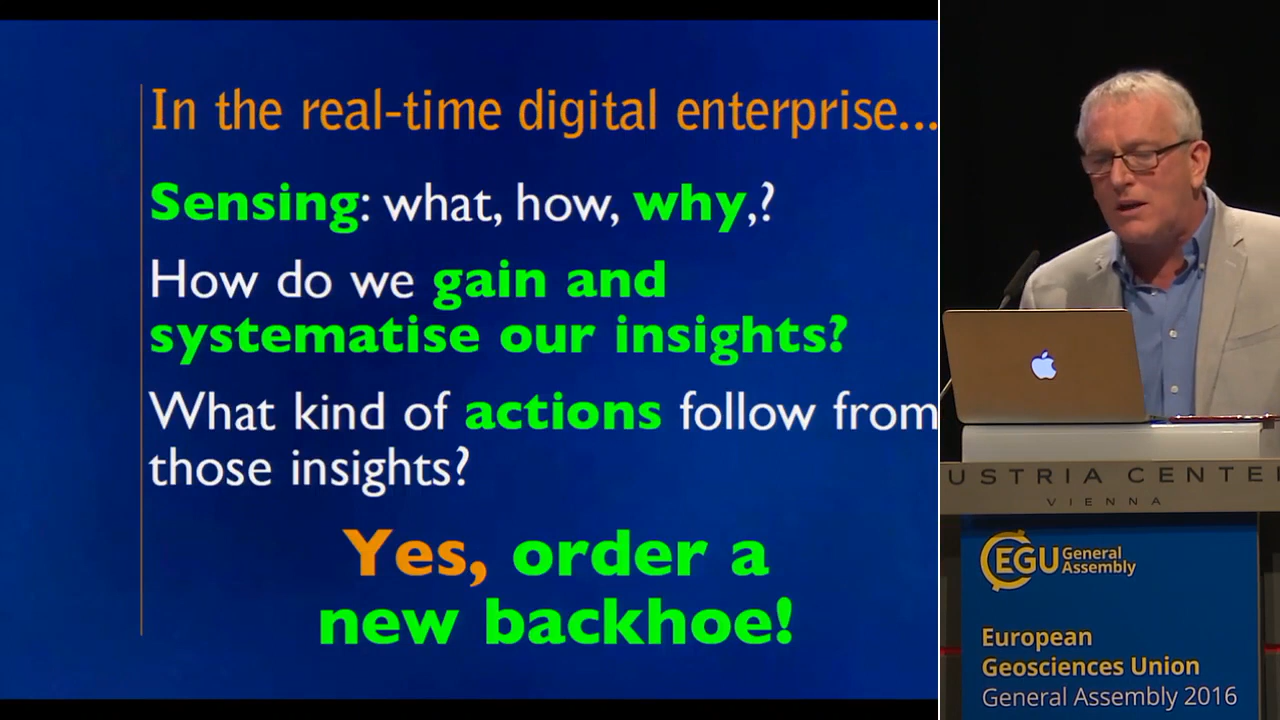 In the real-time digital enterprise...
Sensing: what, how, why,?
How do we gain and
systematise our insights?
What kind of actions follow from
those insights?
Yes, order a
new backhoe!
USTRIA CENTE
VIENNA
EGU General
Assembly
European
Geosciences Union
General Assembly 2016